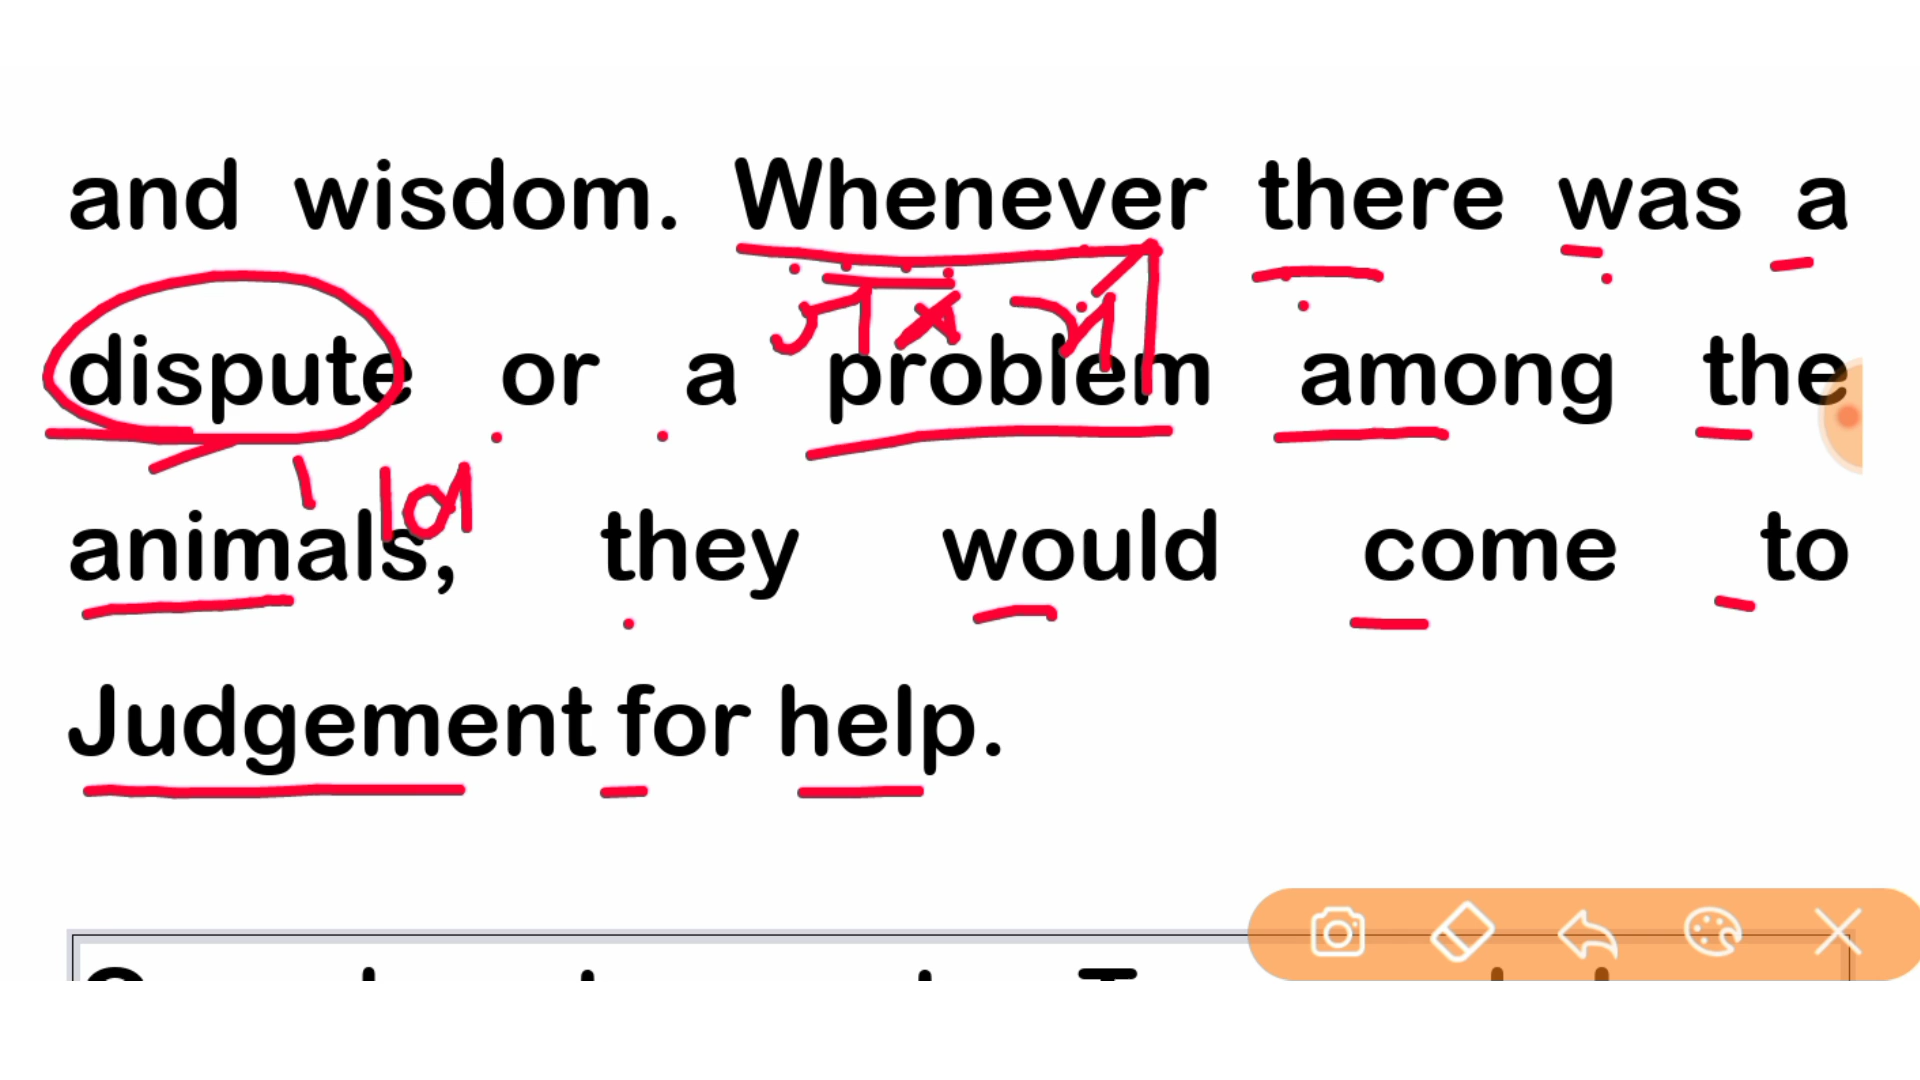 and wisdom. Whenever there was a
dispute or a problem among the
animals, they would come to
Judgement for help.